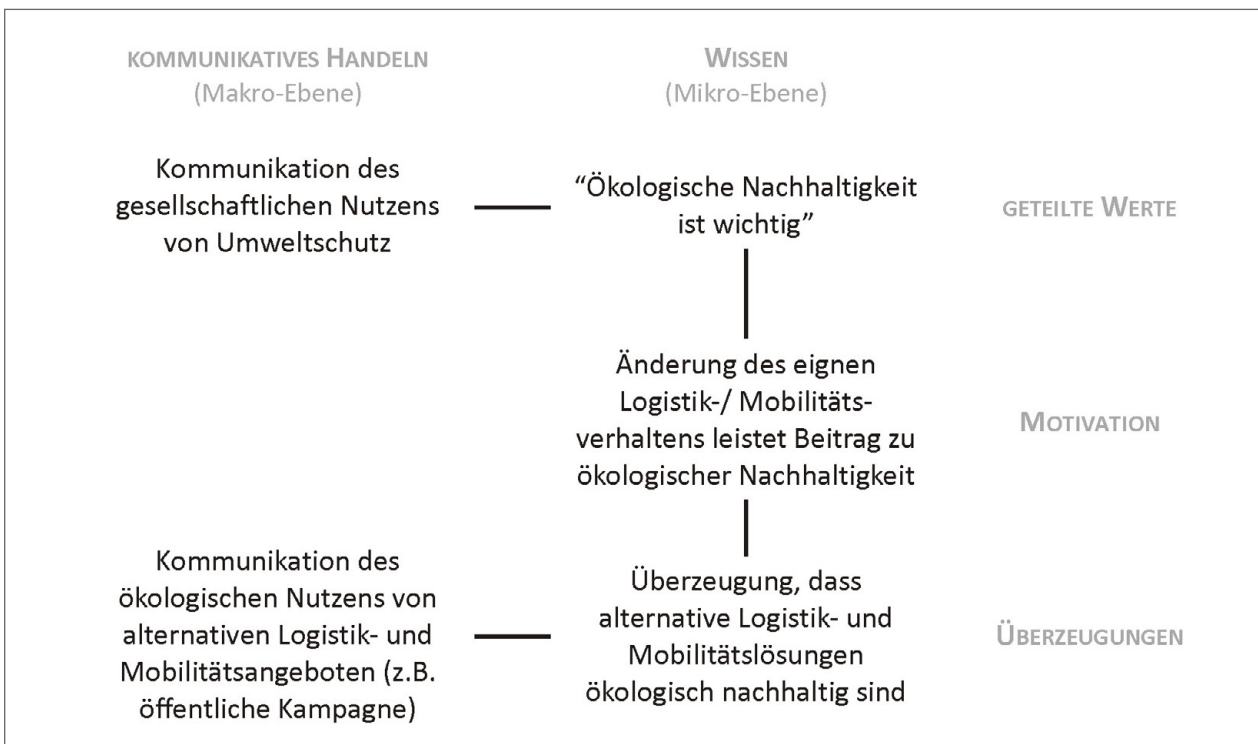 KOMMUNIKATIVES HANDELN
(Makro-Ebene)
WISSEN
(Mikro-Ebene)
Kommunikation des
gesellschaftlichen Nutzens
von Umweltschutz
“Ökologische Nachhaltigkeit
ist wichtig”
GETEILTE WERTE
Änderung des eignen
Logistik-/ Mobilitäts-
verhaltens leistet Beitrag zu
ökologischer Nachhaltigkeit
MOTIVATION
Kommunikation des
ökologischen Nutzens von
alternativen Logistik- und
Mobilitätsangeboten (z.B.
öffentliche Kampagne)
Überzeugung, dass
alternative Logistik- und
Mobilitätslösungen
ökologisch nachhaltig sind
ÜBERZEUGUNGEN